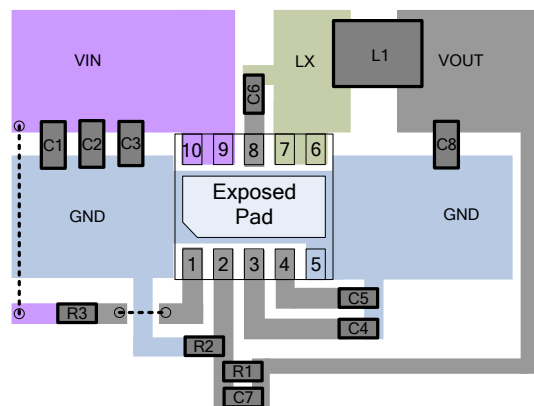 VIN
LX
L1
VOUT
C6
C1
C2
C3
C8
10 9 8 7 6
Exposed
Pad
GND
GND
1 2 3 4 5
C5
R3
C4
R2
R1
C7